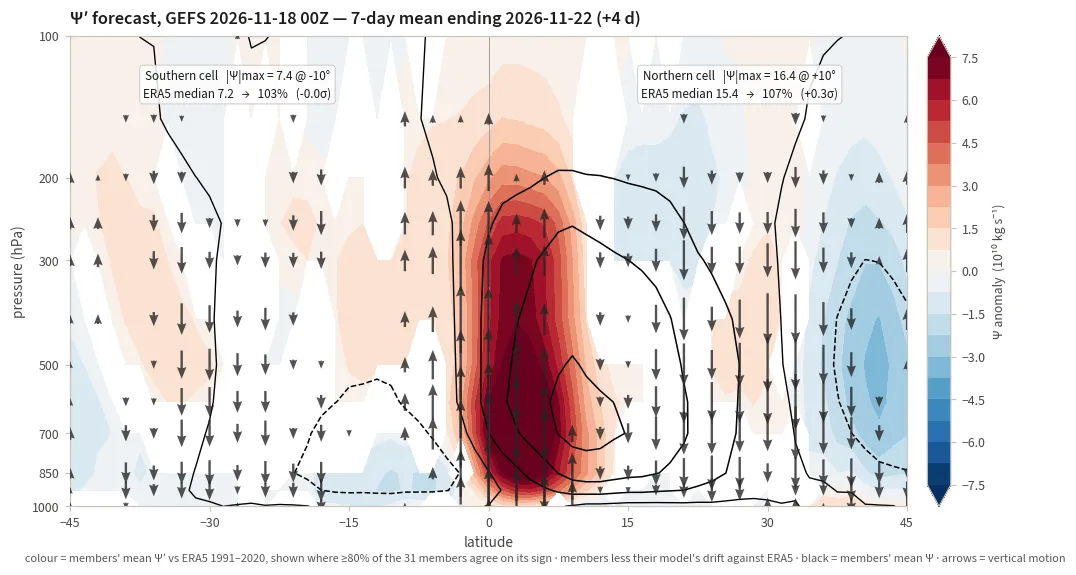 Ψ′ forecast, GEFS 2026-11-18 00Z — 7-day mean ending 2026-11-22 (+4 d)
Southern cell |Ψ|max = 7.4 @ -10°
ERA5 median 7.2 → 103% (-0.0σ)
Northern cell |Ψ|max = 16.4 @ +10°
ERA5 median 15.4 → 107% (+0.3σ)
100
200
300
400
500
700
850
1000
pressure (hPa)
−45
−30
−15
0
15
30
45
latitude
7.5
6.0
4.5
3.0
1.5
0.0
−1.5
−3.0
−4.5
−6.0
−7.5
Ψ anomaly (10¹⁰ kg s⁻¹)
colour = members' mean Ψ′ vs ERA5 1991–2020, shown where ≥80% of the 31 members agree on its sign · members less their model's drift against ERA5 · black = members' mean Ψ · arrows = vertical motion